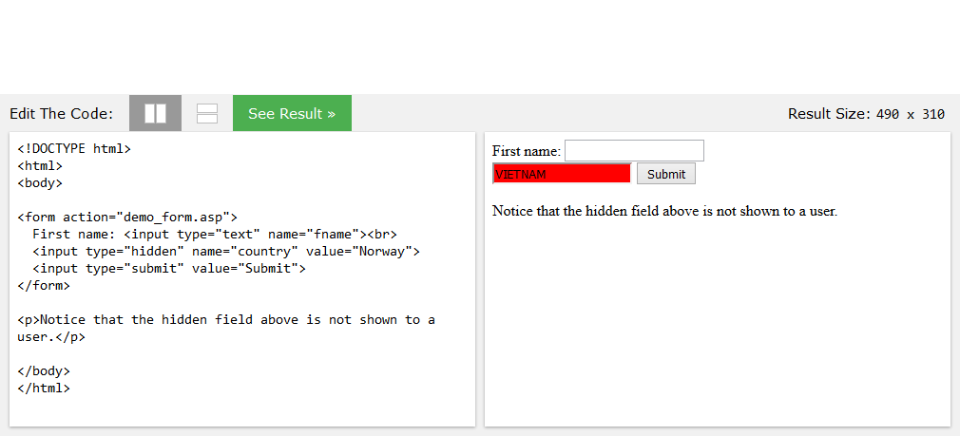 Edit The Code:
See Result »
Result Size: 490 x 310
<!DOCTYPE html>
<html>
<body>
<form action="demo_form.asp">
First name: <input type="text" name="fname"><br>
<input type="hidden" name="country" value="Norway">
<input type="submit" value="Submit">
</form>
<p>Notice that the hidden field above is not shown to a
user.</p>
</body>
</html>
First name:
VIETNAM Submit
Notice that the hidden field above is not shown to a user.